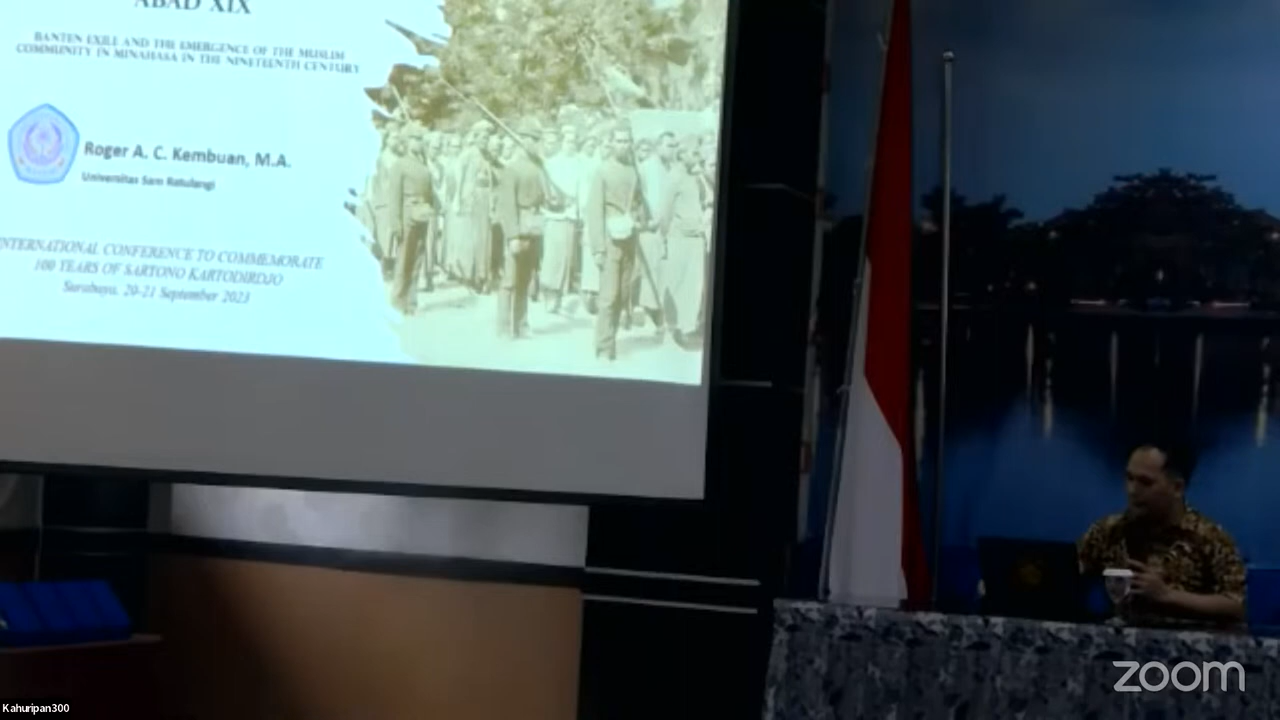 ABAD XIX
BANTEN EXILE AND THE EMERGENCE OF THE MUSLIM
COMMUNITY IN MINAHASA IN THE NINETEENTH CENTURY
Roger A. C. Kembuan, M.A.
Universitas Sam Ratulangi
INTERNATIONAL CONFERENCE TO COMMEMORATE
100 YEARS OF SARTONO KARTODIRDJO
Surabaya, 20-21 September 2023
zoom
Kahuripan300